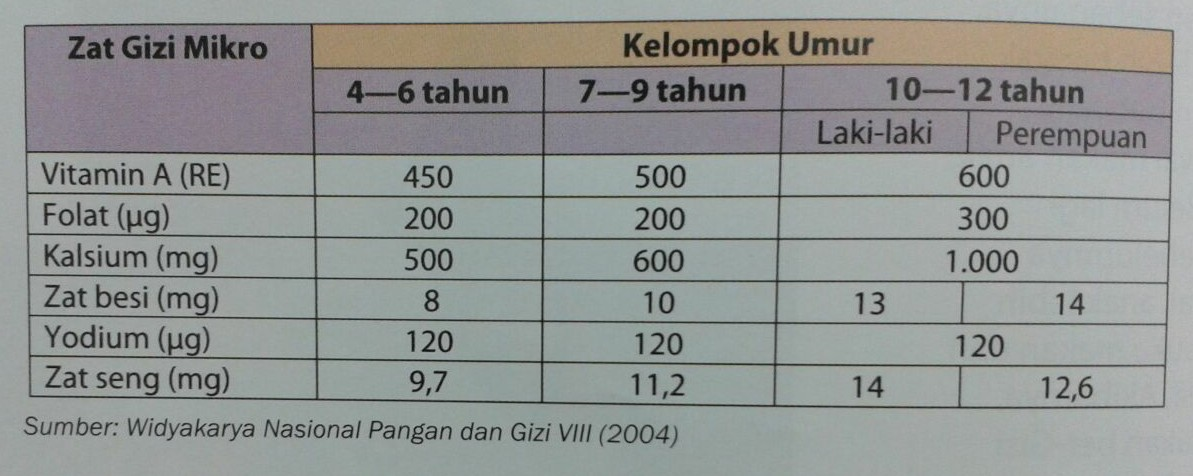 Zat Gizi Mikro Kelompok Umur
4—6 tahun 7—9 tahun 10—12 tahun
Laki-laki Perempuan
Vitamin A (RE) 450 500 600
Folat (µg) 200 200 300
Kalsium (mg) 500 600 1.000
Zat besi (mg) 8 10 13 14
Yodium (µg) 120 120 120
Zat seng (mg) 9,7 11,2 14 12,6
Sumber: Widyakarya Nasional Pangan dan Gizi VIII (2004)